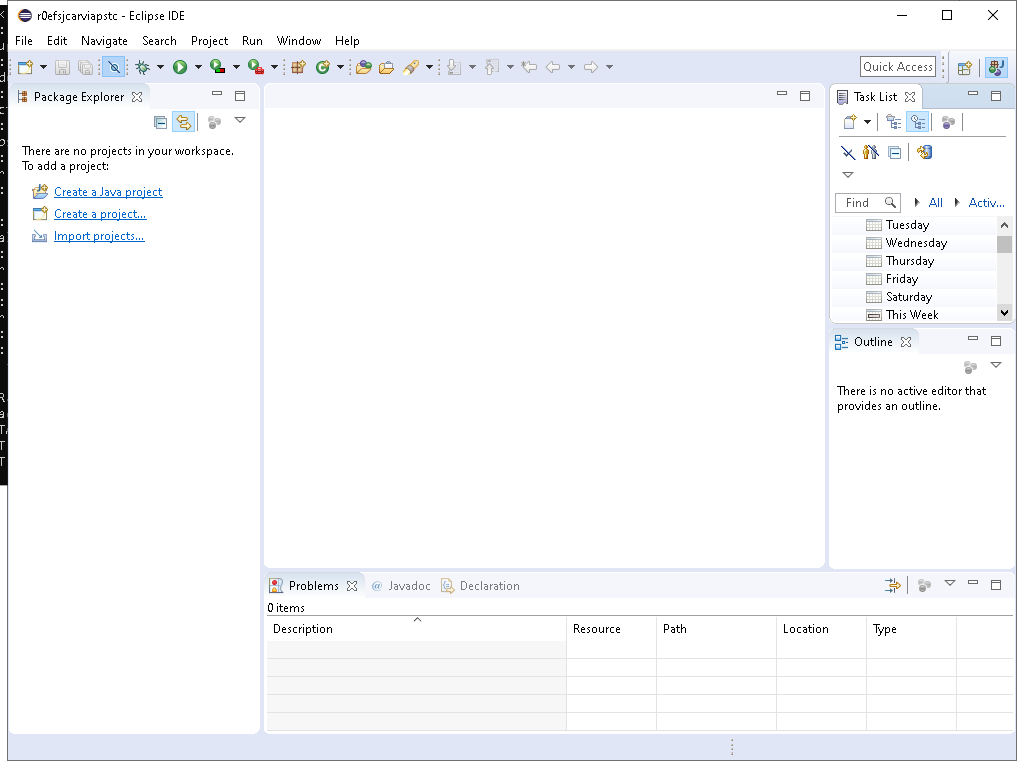 r0efsjcarviapstc - Eclipse IDE
File Edit Navigate Search Project Run Window Help
Quick Access
Package Explorer
There are no projects in your workspace.
To add a project:
Create a Java project
Create a project...
Import projects...
Task List
Find All Activ...
Tuesday
Wednesday
Thursday
Friday
Saturday
This Week
Outline
There is no active editor that
provides an outline.
Problems @ Javadoc Declaration
0 items
Description Resource Path Location Type